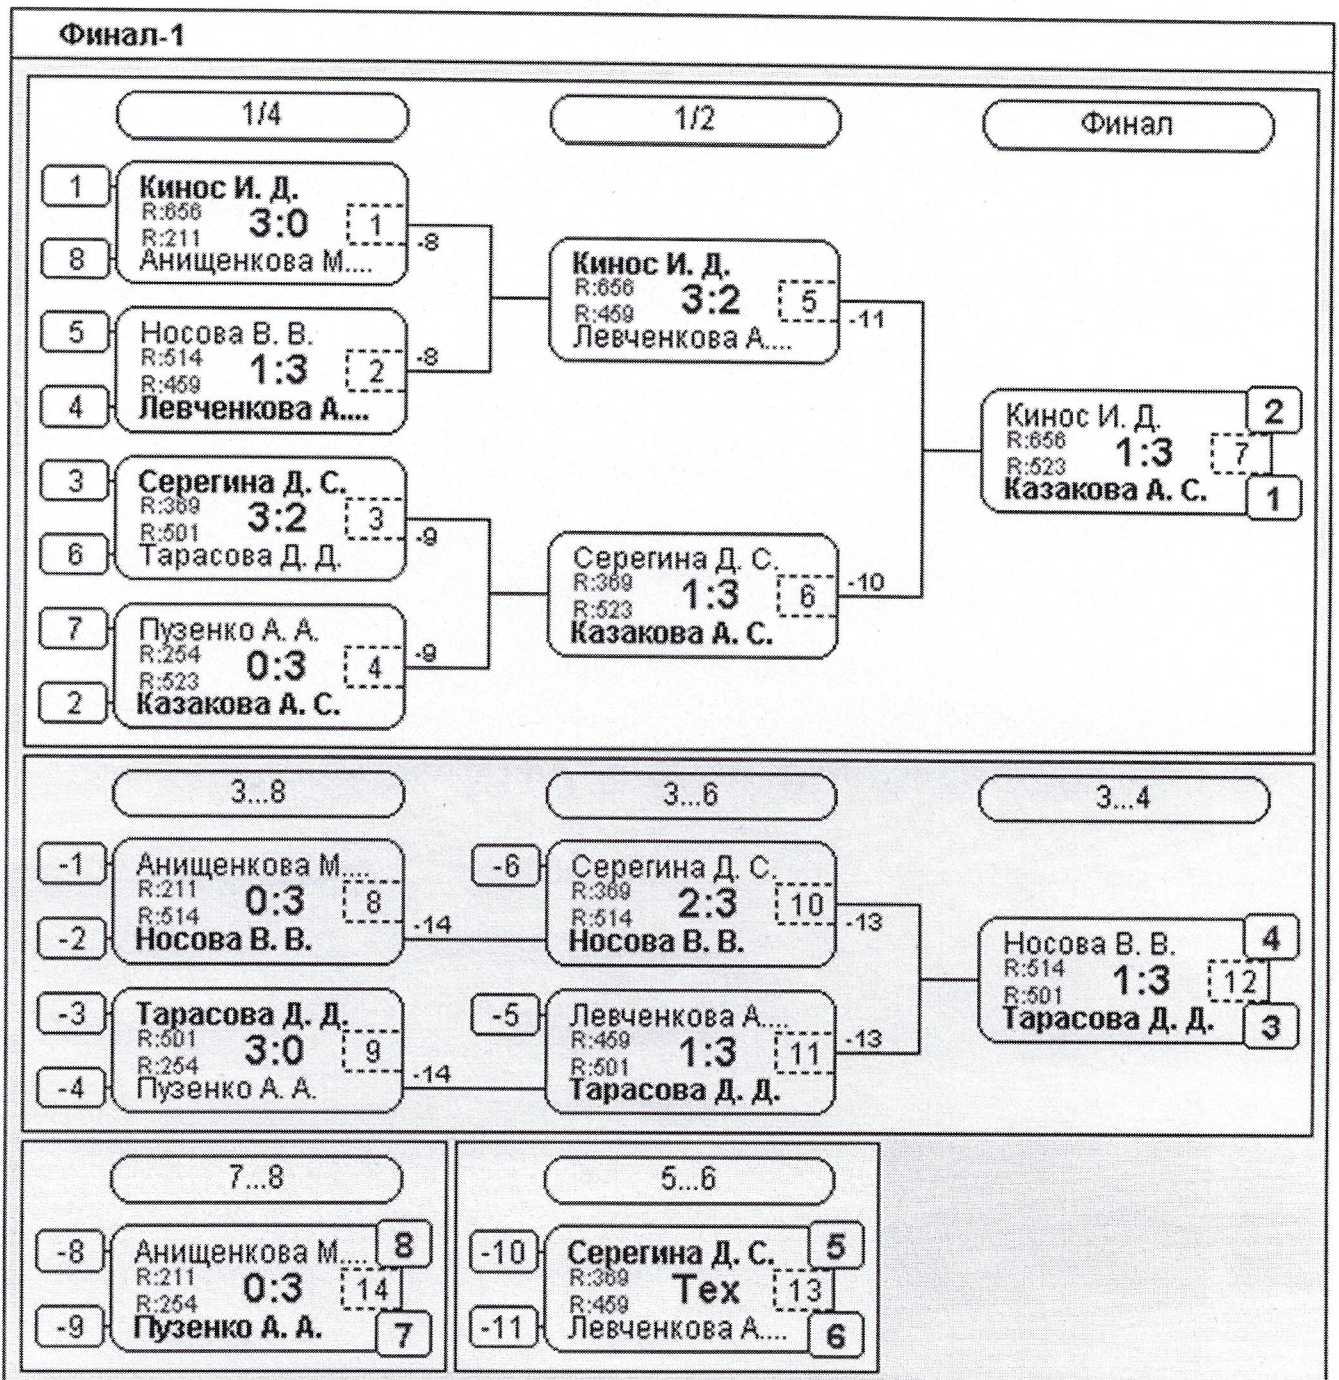 Финал-1
1/4
1/2
Финал
1
Кинос И. Д.
R:656
3:0
1
R:211
8
Анищенкова М....
-8
5
Носова В. В.
R:514
1:3
2
R:459
4
Левченкова А....
-8
3
Серегина Д. С.
R:369
3:2
3
R:501
6
Тарасова Д. Д.
-9
7
Пузенко А. А.
R:254
0:3
4
R:523
2
Казакова А. С.
-9
Кинос И. Д.
R:656
3:2
5
R:459
Левченкова А....
-11
Серегина Д. С.
R:369
1:3
6
R:523
Казакова А. С.
-10
Кинос И. Д.
2
R:656
1:3
7
R:523
Казакова А. С.
1
3...8
3...6
3...4
-1
Анищенкова М....
R:211
0:3
8
R:514
-2
Носова В. В.
-14
-3
Тарасова Д. Д.
R:501
3:0
9
R:254
-4
Пузенко А. А.
-14
-6
Серегина Д. С.
R:369
2:3
10
R:514
Носова В. В.
-13
-5
Левченкова А....
R:459
1:3
11
R:501
Тарасова Д. Д.
-13
Носова В. В.
4
R:514
1:3
12
R:501
Тарасова Д. Д.
3
7...8
-8
Анищенкова М....
8
R:211
0:3
14
R:254
-9
Пузенко А. А.
7
5...6
-10
Серегина Д. С.
5
R:369
Тех
13
R:459
-11
Левченкова А....
6